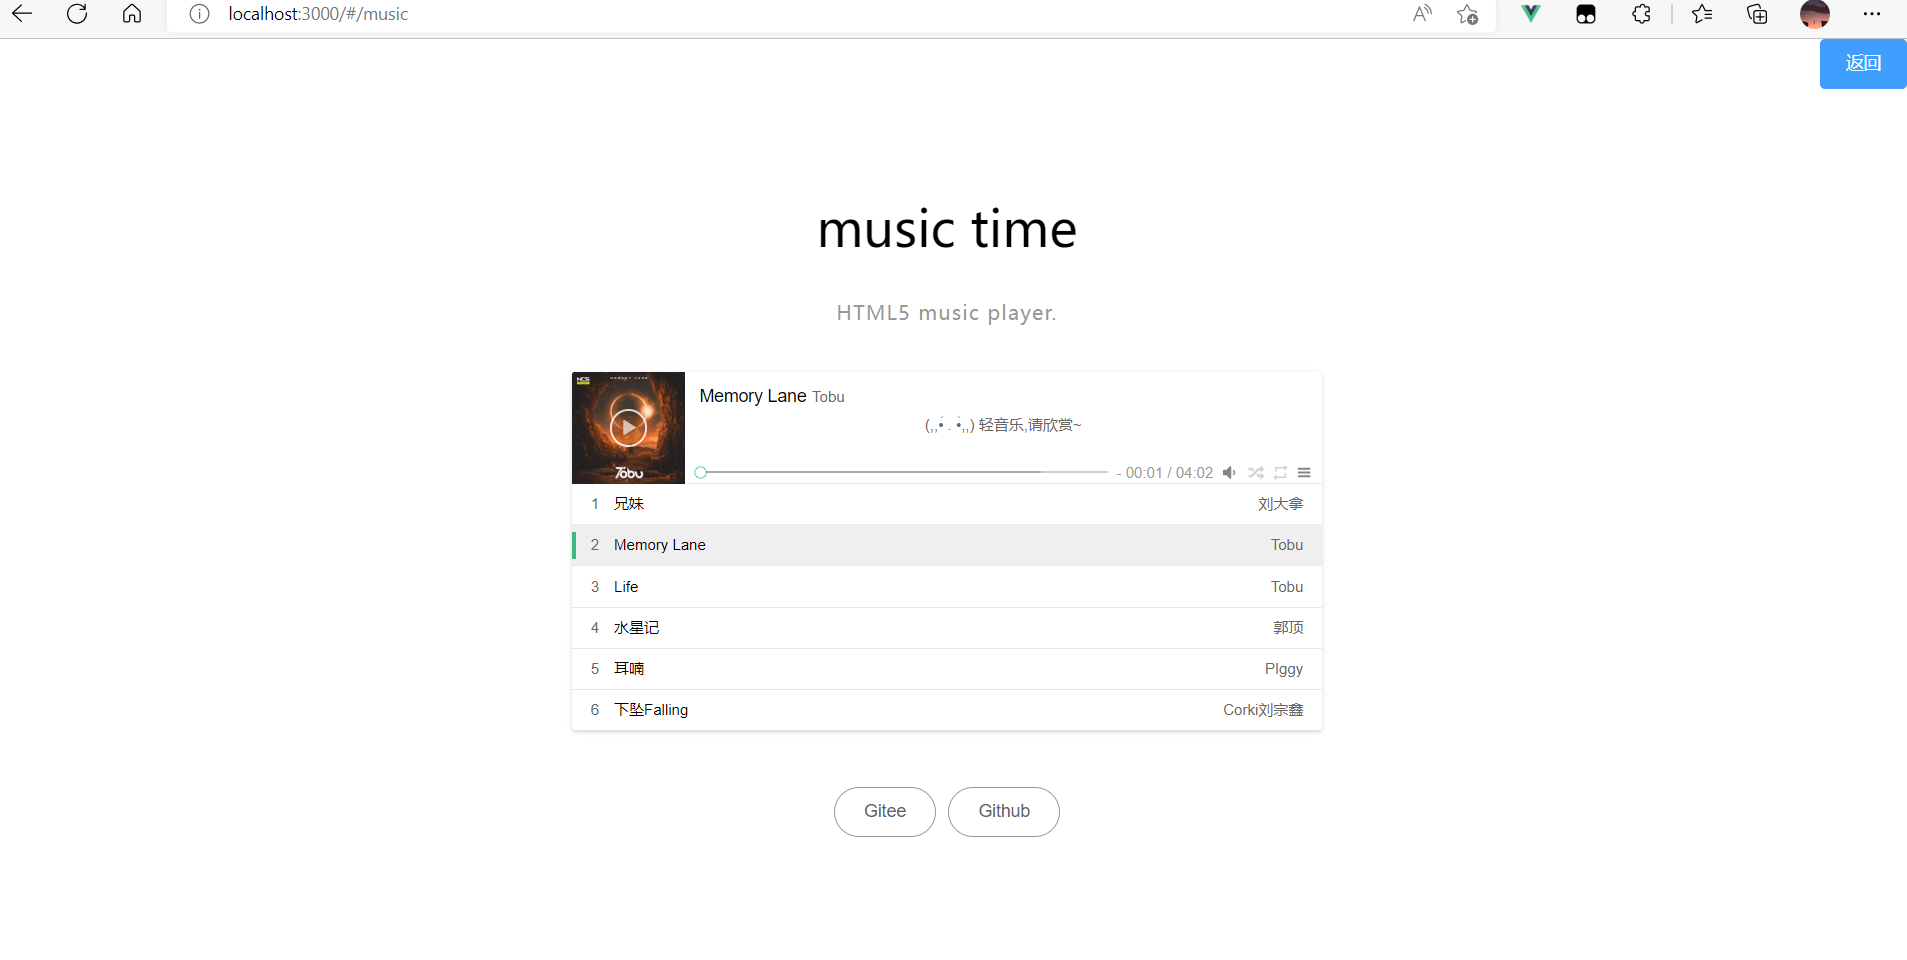 localhost:3000/#/music
返回
music time
HTML5 music player.
NCS
MEMORY LANE
Tobu
Memory Lane Tobu
(,,•́ . •̀,,) 轻音乐,请欣赏~
- 00:01 / 04:02
1 兄妹 刘大拿
2 Memory Lane Tobu
3 Life Tobu
4 水星记 郭顶
5 耳喃 PIggy
6 下坠Falling Corki刘宗鑫
Gitee
Github